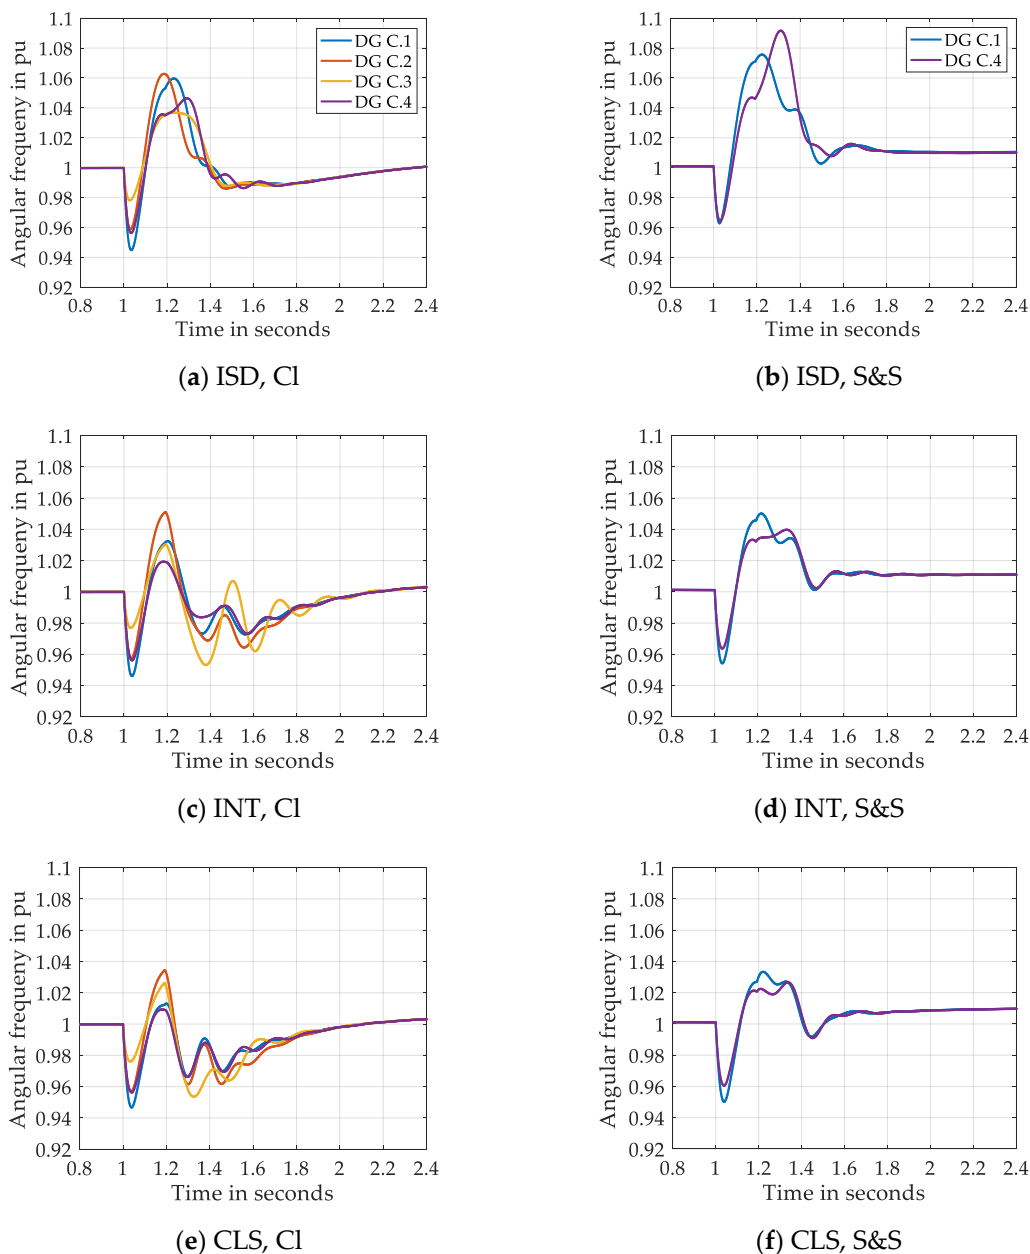 1.1
1.08
1.06
1.04
1.02
1
0.98
0.96
0.94
0.92
Angular frequeny in pu
DG C.1
DG C.2
DG C.3
DG C.4
0.8 1 1.2 1.4 1.6 1.8 2 2.2 2.4
Time in seconds
(a) ISD, Cl
1.1
1.08
1.06
1.04
1.02
1
0.98
0.96
0.94
0.92
Angular frequeny in pu
DG C.1
DG C.4
0.8 1 1.2 1.4 1.6 1.8 2 2.2 2.4
Time in seconds
(b) ISD, S&S
1.1
1.08
1.06
1.04
1.02
1
0.98
0.96
0.94
0.92
Angular frequeny in pu
0.8 1 1.2 1.4 1.6 1.8 2 2.2 2.4
Time in seconds
(c) INT, Cl
1.1
1.08
1.06
1.04
1.02
1
0.98
0.96
0.94
0.92
Angular frequeny in pu
0.8 1 1.2 1.4 1.6 1.8 2 2.2 2.4
Time in seconds
(d) INT, S&S
1.1
1.08
1.06
1.04
1.02
1
0.98
0.96
0.94
0.92
Angular frequeny in pu
0.8 1 1.2 1.4 1.6 1.8 2 2.2 2.4
Time in seconds
(e) CLS, Cl
1.1
1.08
1.06
1.04
1.02
1
0.98
0.96
0.94
0.92
Angular frequeny in pu
0.8 1 1.2 1.4 1.6 1.8 2 2.2 2.4
Time in seconds
(f) CLS, S&S